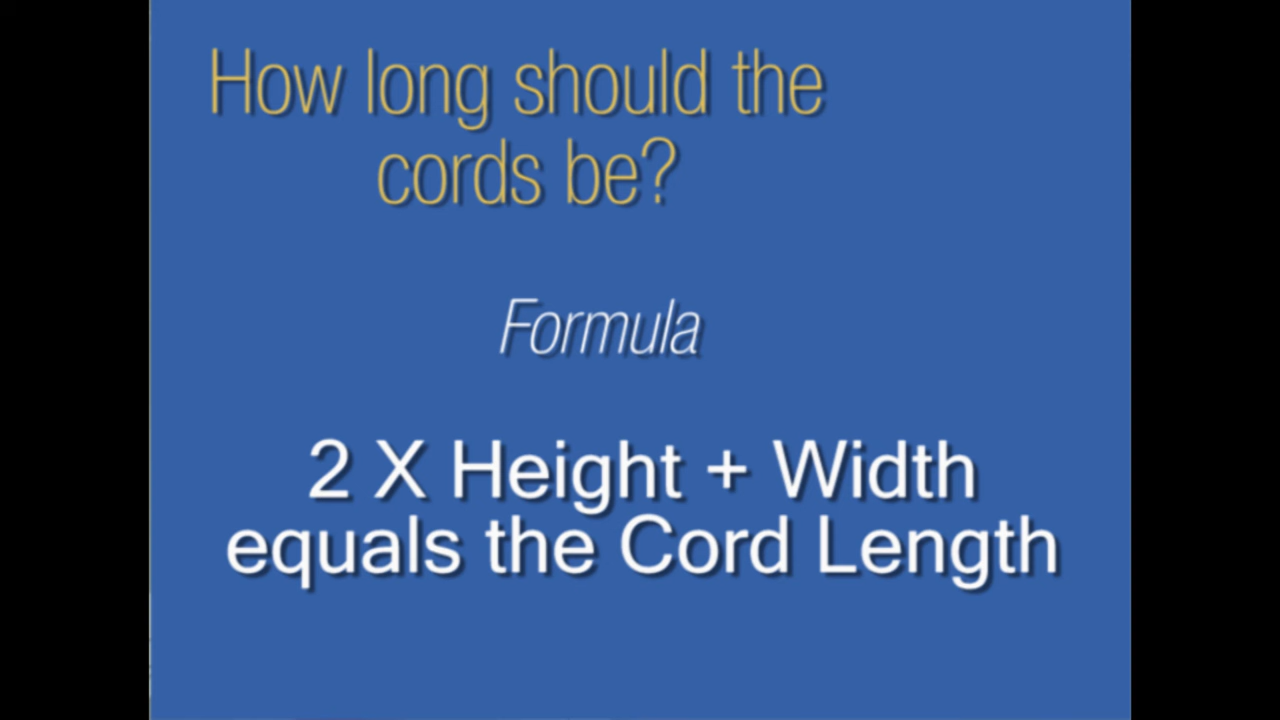 How long should the
cords be?
Formula
2 X Height + Width
equals the Cord Length